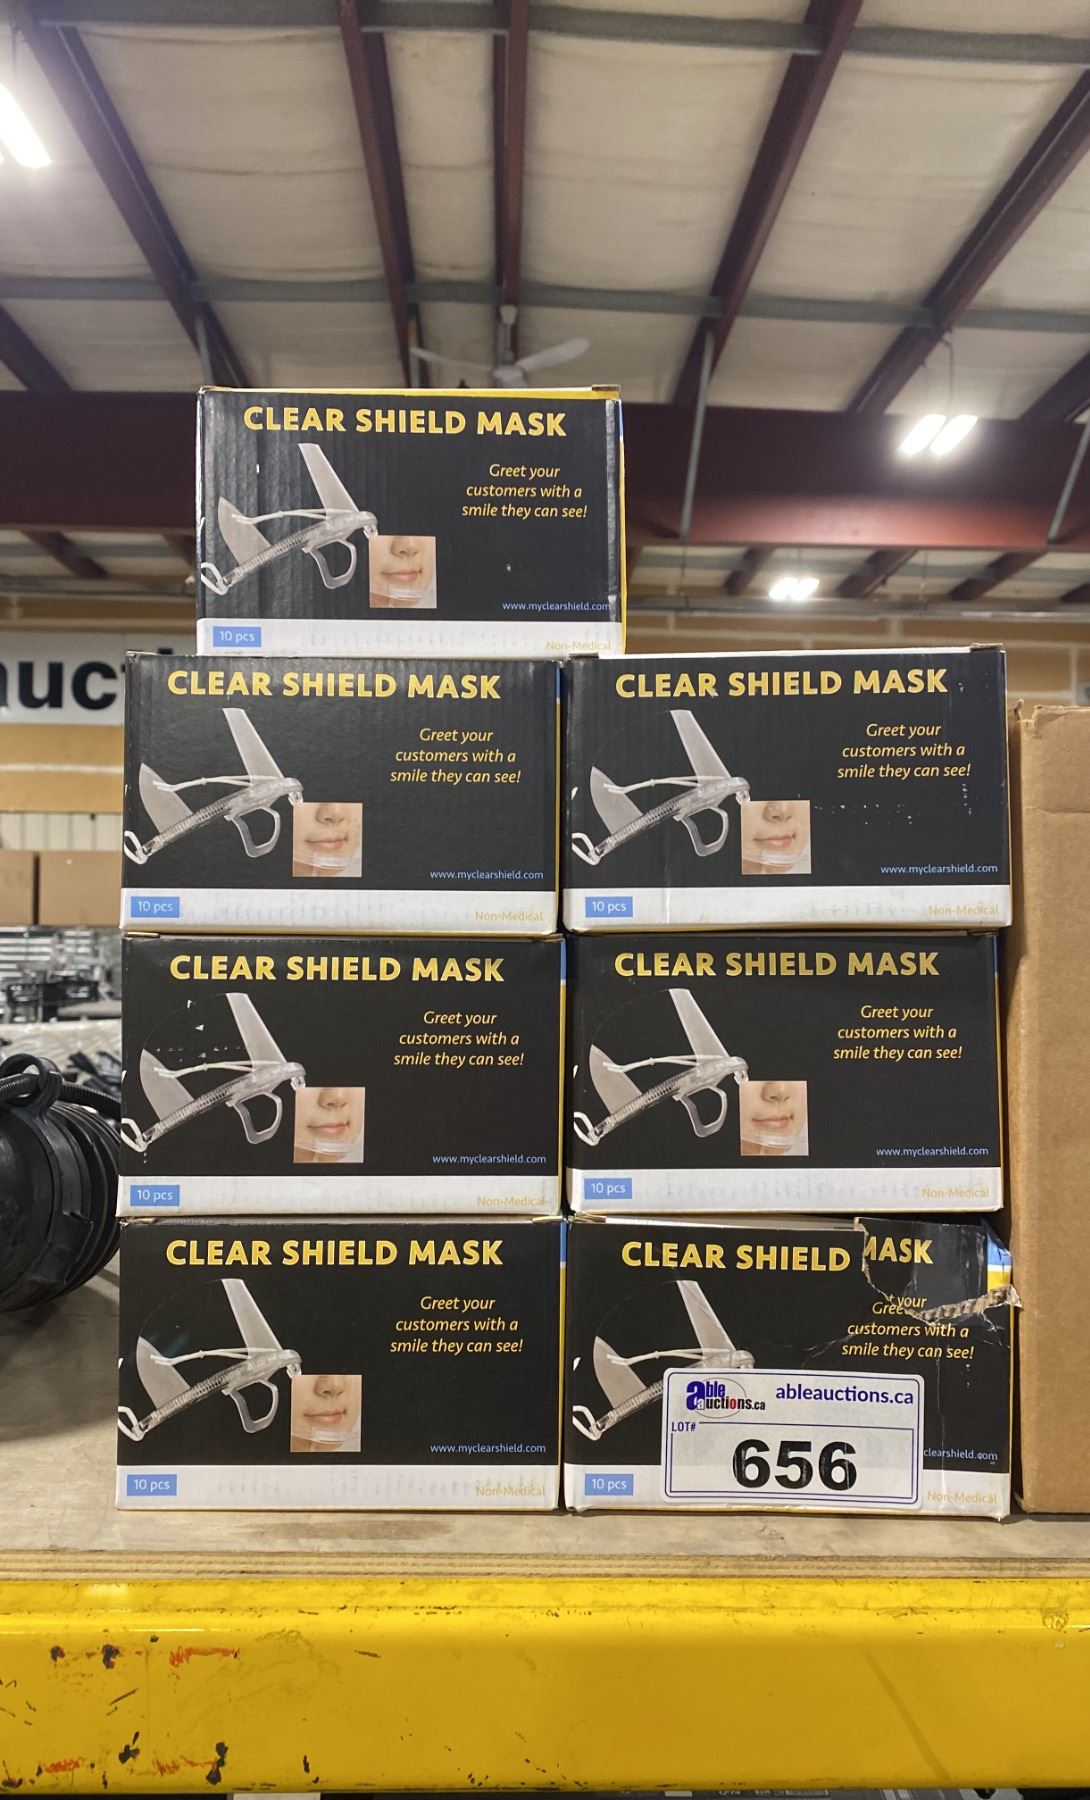 CLEAR SHIELD MASK
Greet your
customers with a
smile they can see!
www.myclearshield.com
10 pcs
Non-Medical
uct
CLEAR SHIELD MASK
Greet your
customers with a
smile they can see!
www.myclearshield.com
10 pcs
Non-Medical
CLEAR SHIELD MASK
Greet your
customers with a
smile they can see!
www.myclearshield.com
10 pcs
Non-Medical
CLEAR SHIELD MASK
Greet your
customers with a
smile they can see!
www.myclearshield.com
10 pcs
Non-Medical
CLEAR SHIELD MASK
Greet your
customers with a
smile they can see!
www.myclearshield.com
10 pcs
Non-Medical
CLEAR SHIELD MASK
Greet your
customers with a
smile they can see!
www.myclearshield.com
10 pcs
Non-Medical
CLEAR SHIELD MASK
Greet your
customers with a
smile they can see!
clearshield.com
10 pcs
Non-Medical
able auctions.ca
ableauctions.ca
LOT#
656